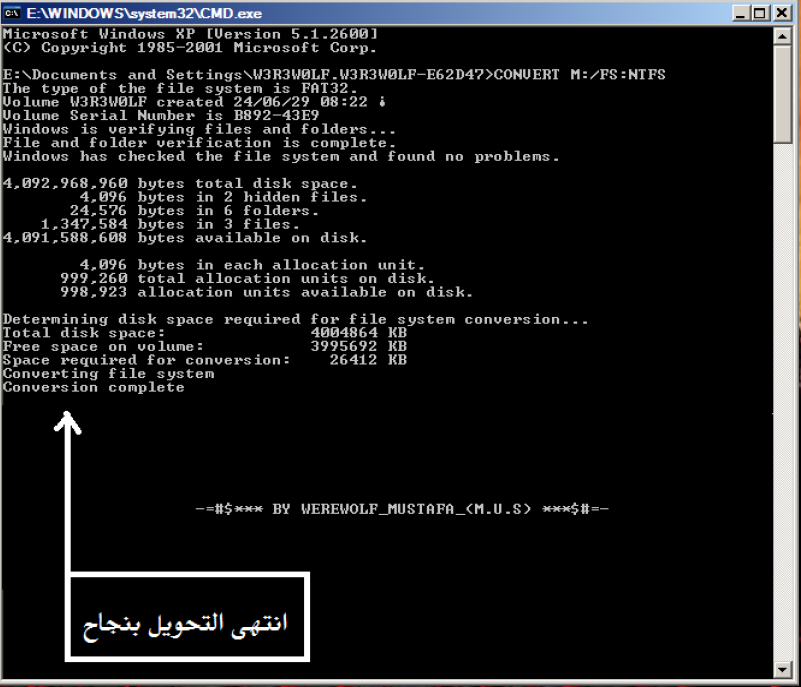 E:\WINDOWS\system32\CMD.exe
Microsoft Windows XP [Version 5.1.2600]
(C) Copyright 1985-2001 Microsoft Corp.
E:\Documents and Settings\W3R3W0LF.W3R3W0LF-E62D47>CONVERT M:/FS:NTFS
The type of the file system is FAT32.
Volume W3R3W0LF created 24/06/29 08:22
Volume Serial Number is B892-43E9
Windows is verifying files and folders...
File and folder verification is complete.
Windows has checked the file system and found no problems.
4,092,968,960 bytes total disk space.
4,096 bytes in 2 hidden files.
24,576 bytes in 6 folders.
1,347,584 bytes in 3 files.
4,091,588,608 bytes available on disk.
4,096 bytes in each allocation unit.
999,260 total allocation units on disk.
998,923 allocation units available on disk.
Determining disk space required for file system conversion...
Total disk space: 4004864 KB
Free space on volume: 3995692 KB
Space required for conversion: 26412 KB
Converting file system
Conversion complete
-=#$*** BY WEREWOLF_MUSTAFA_(M.U.S) ***$#=-
انتهى التحويل بنجاح